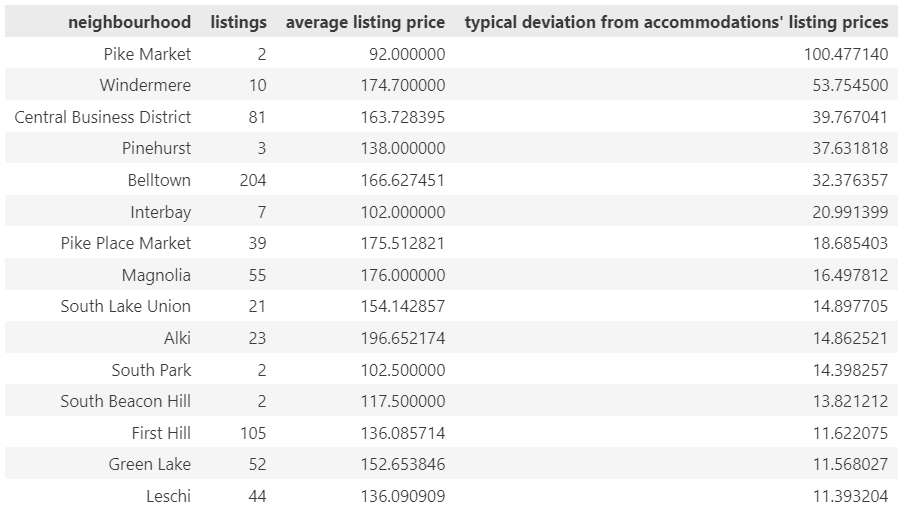 neighbourhood listings average listing price typical deviation from accommodations' listing prices
Pike Market 2 92.000000 100.477140
Windermere 10 174.700000 53.754500
Central Business District 81 163.728395 39.767041
Pinehurst 3 138.000000 37.631818
Belltown 204 166.627451 32.376357
Interbay 7 102.000000 20.991399
Pike Place Market 39 175.512821 18.685403
Magnolia 55 176.000000 16.497812
South Lake Union 21 154.142857 14.897705
Alki 23 196.652174 14.862521
South Park 2 102.500000 14.398257
South Beacon Hill 2 117.500000 13.821212
First Hill 105 136.085714 11.622075
Green Lake 52 152.653846 11.568027
Leschi 44 136.090909 11.393204